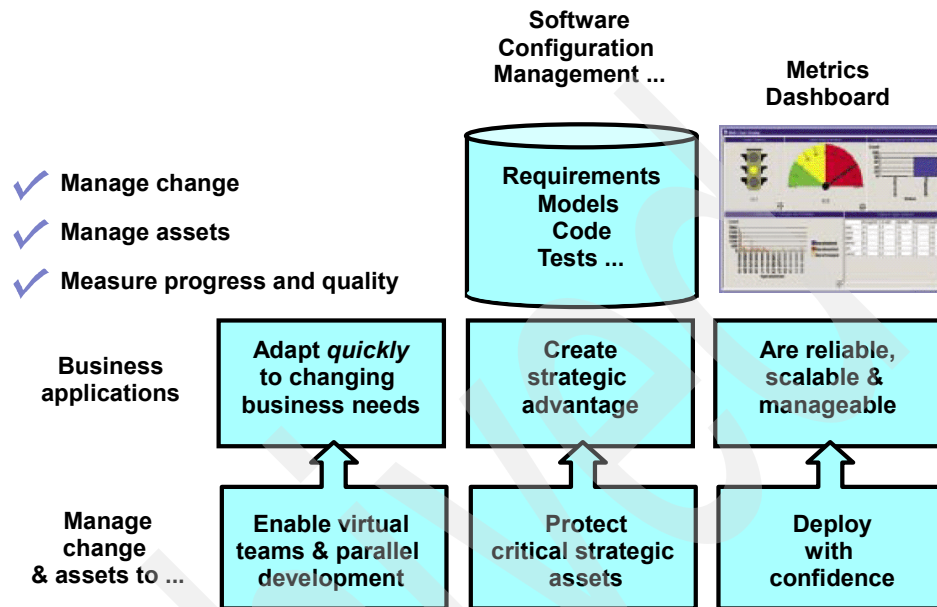 Software
Configuration
Management ...
Metrics
Dashboard
Requirements
Models
Code
Tests ...
Manage change
Manage assets
Measure progress and quality
Business
applications
Adapt quickly
to changing
business needs
Create
strategic
advantage
Are reliable,
scalable &
manageable
Manage
change
& assets to ...
Enable virtual
teams & parallel
development
Protect
critical strategic
assets
Deploy
with
confidence